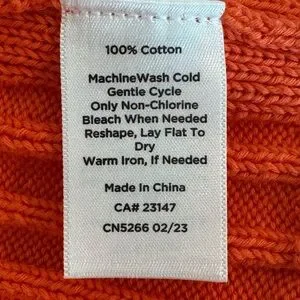 100% Cotton
MachineWash Cold
Gentle Cycle
Only Non-Chlorine
Bleach When Needed
Reshape, Lay Flat To
Dry
Warm Iron, If Needed
Made In China
CA# 23147
CN5266 02/23